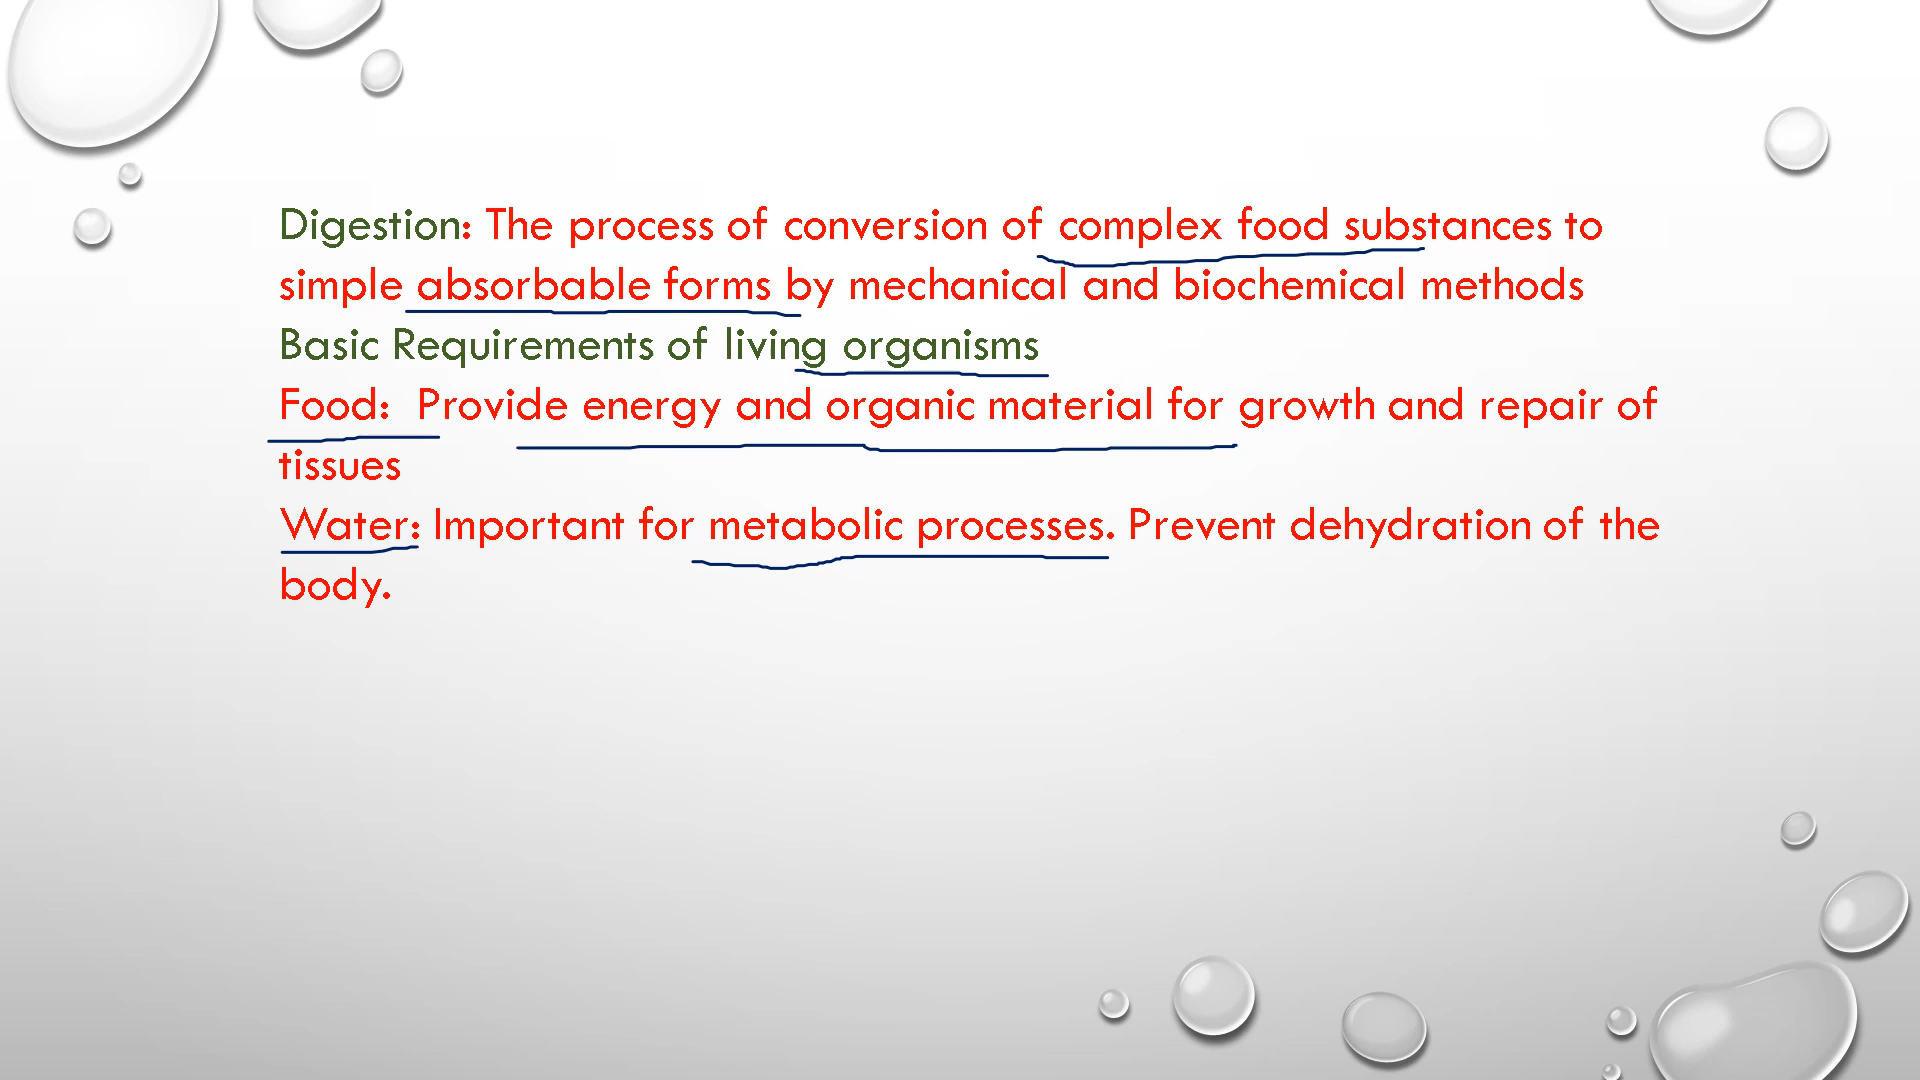 Digestion: The process of conversion of complex food substances to
simple absorbable forms by mechanical and biochemical methods
Basic Requirements of living organisms
Food:  Provide energy and organic material for growth and repair of
tissues
Water: Important for metabolic processes. Prevent dehydration of the
body.